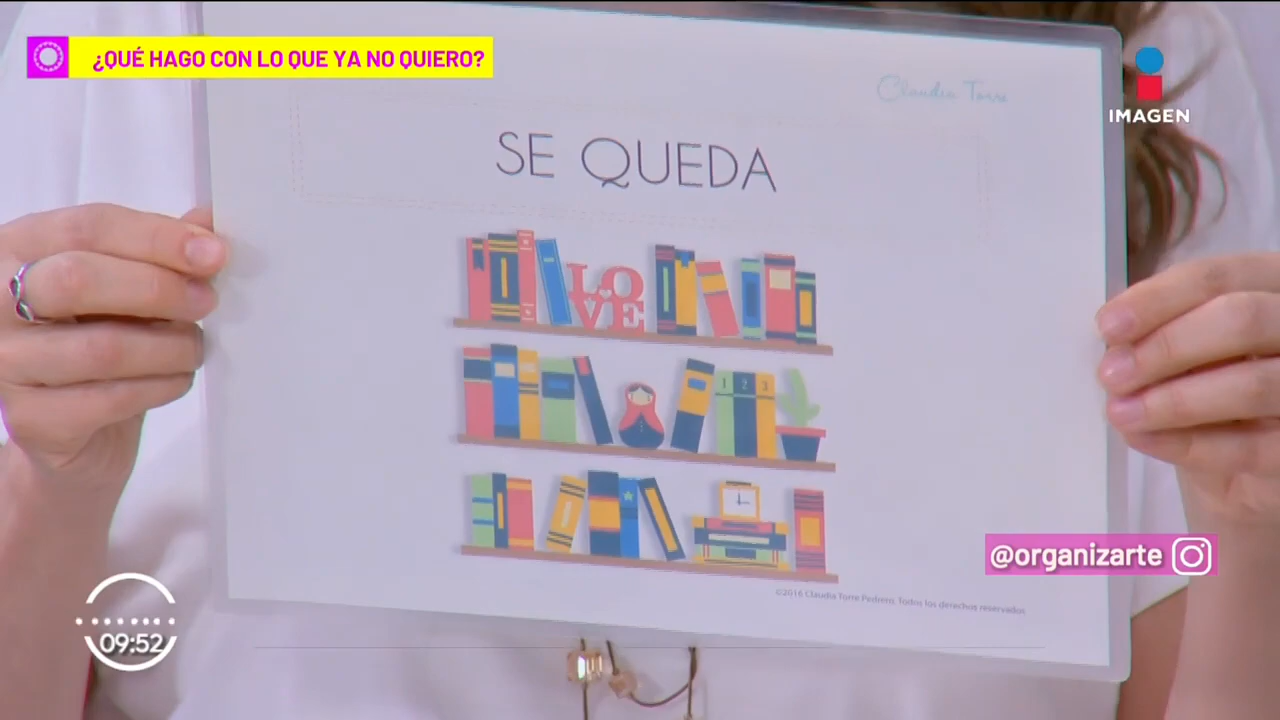 ¿QUÉ HAGO CON LO QUE YA NO QUIERO?
Claudia Torre
IMAGEN
SE QUEDA
LOVE
1 2 3
@organizarte
©2016 Claudia Torre Pedrero. Todos los derechos reservados
09:52